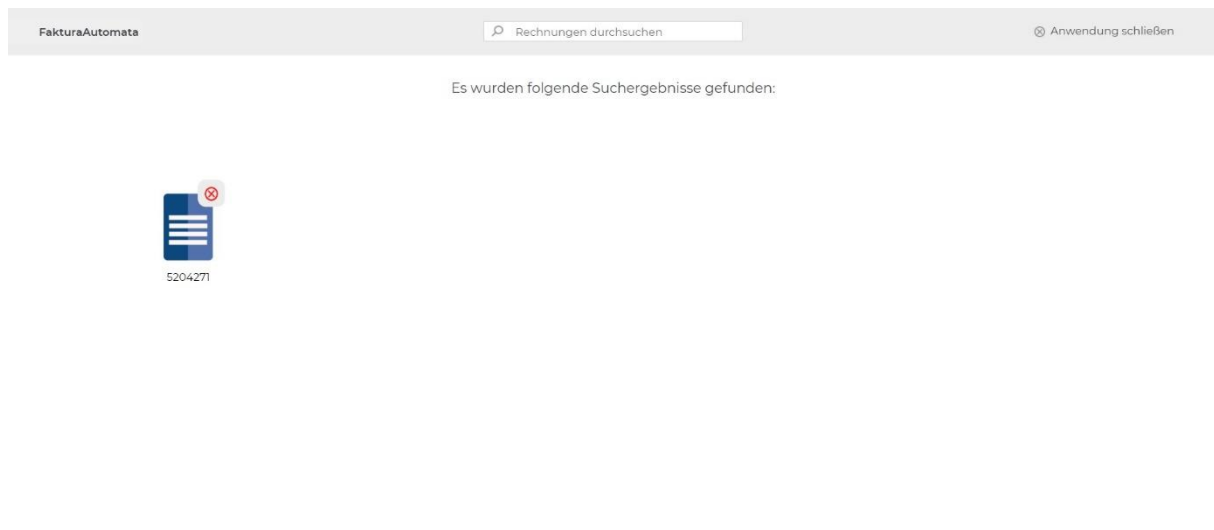 FakturaAutomata
Rechnungen durchsuchen
Anwendung schließen
Es wurden folgende Suchergebnisse gefunden:
5204271